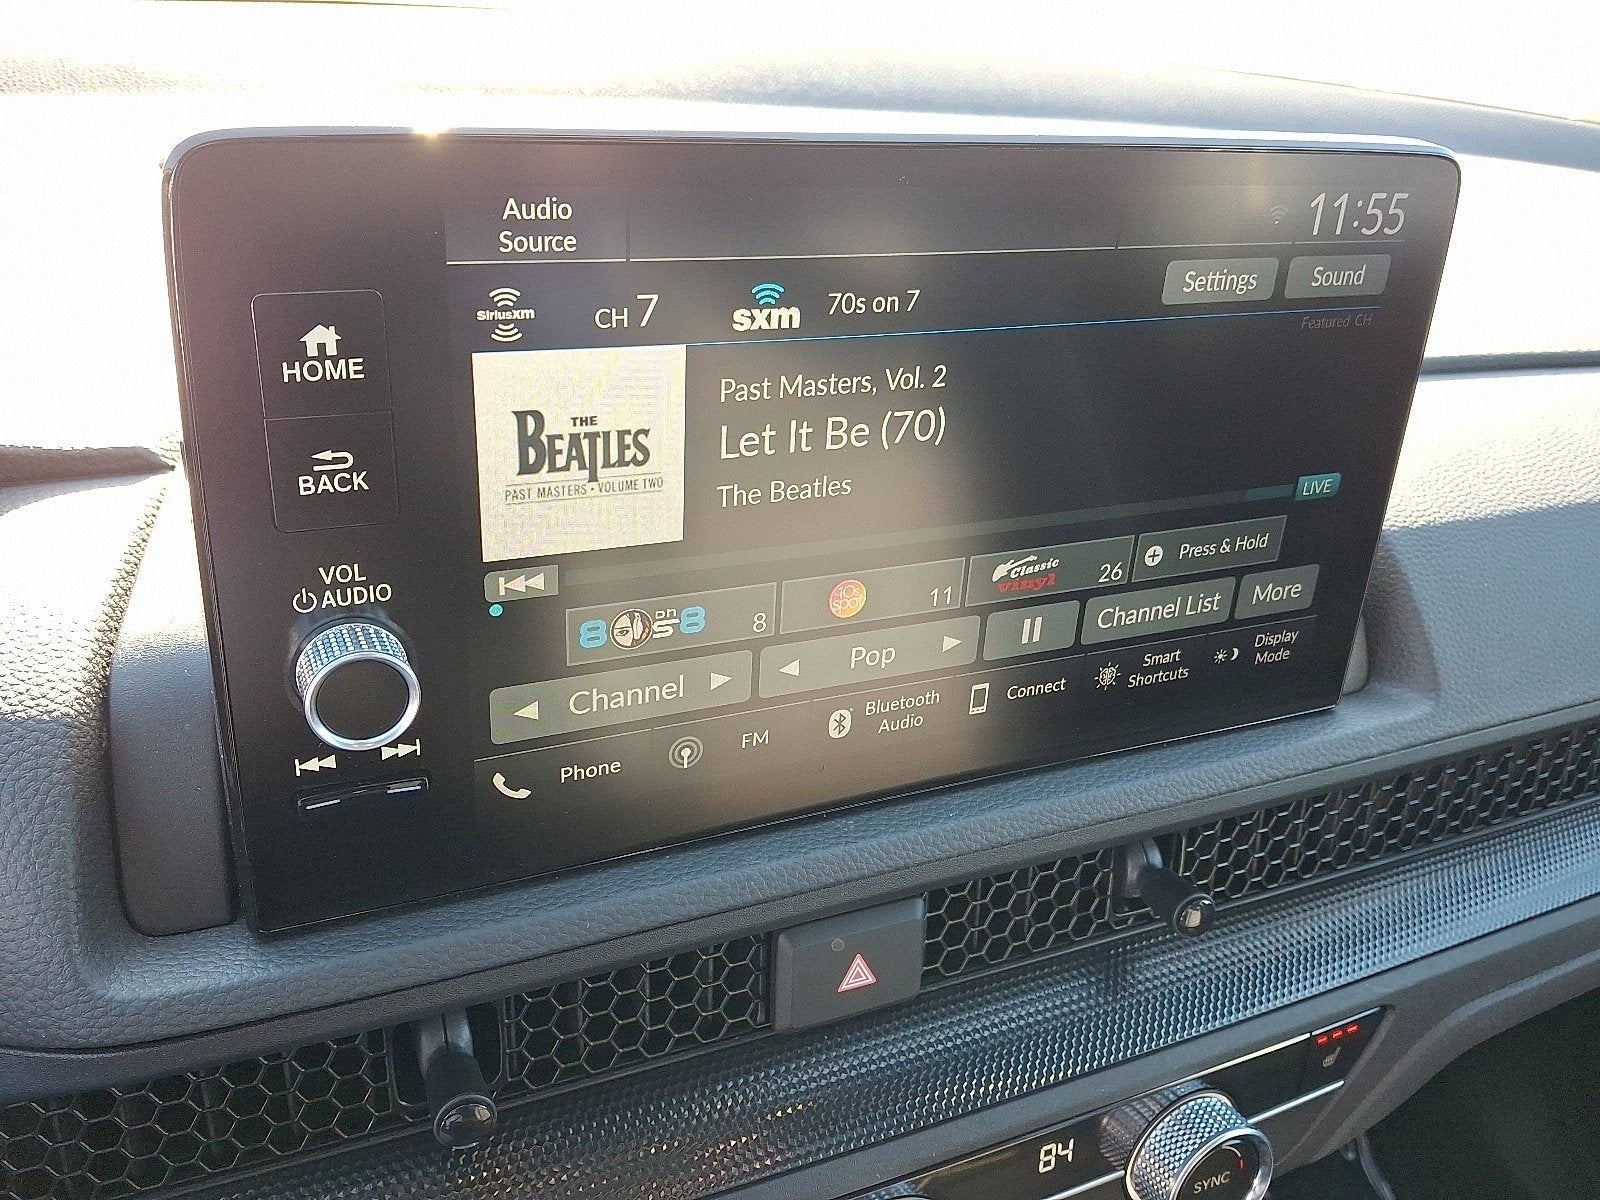 Audio
Source
11:55
SiriusXM
CH 7
sxm
70s on 7
Settings
Sound
Featured CH
HOME
BACK
VOL
AUDIO
THE
BEATLES
PAST MASTERS • VOLUME TWO
Past Masters, Vol. 2
Let It Be (70)
The Beatles
LIVE
8 on 8
8
11
Classic
vinyl
26
Press & Hold
Channel
Pop
Channel List
More
Phone
FM
Bluetooth
Audio
Connect
Smart
Shortcuts
Display
Mode
84
SYNC